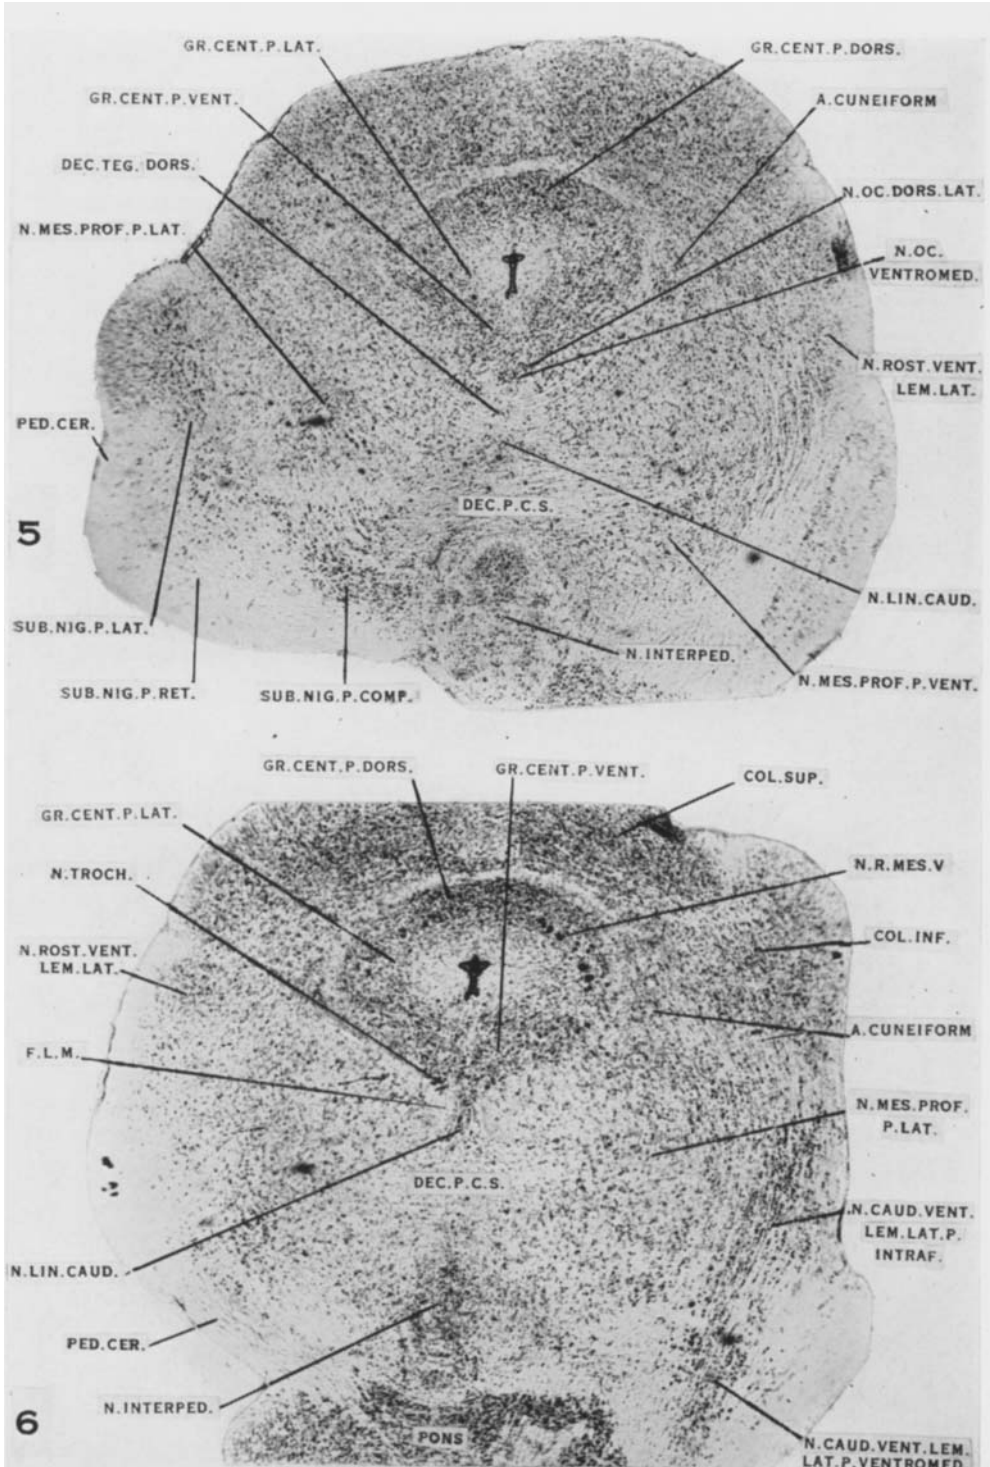 GR.CENT.P.LAT.
GR.CENT.P.DORS.
GR.CENT.P.VENT.
A.CUNEIFORM
DEC.TEG.DORS.
N.OC.DORS.LAT.
N.MES.PROF.P.LAT.
N.OC.
VENTROMED.
N.ROST.VENT.
LEM.LAT.
PED.CER.
DEC.P.C.S.
5
N.LIN.CAUD.
SUB.NIG.P.LAT.
N.INTERPED.
N.MES.PROF.P.VENT.
SUB.NIG.P.RET.
SUB.NIG.P.COMP.
GR.CENT.P.DORS.
GR.CENT.P.VENT.
COL.SUP.
GR.CENT.P.LAT.
N.TROCH.
N.R.MES.V
N.ROST.VENT.
LEM.LAT.
COL.INF.
A.CUNEIFORM
F.L.M.
N.MES.PROF.
P.LAT.
DEC.P.C.S.
N.CAUD.VENT.
LEM.LAT.P.
INTRAF.
N.LIN.CAUD.
PED.CER.
N.INTERPED.
6
PONS
N.CAUD.VENT.LEM.
LAT.P.VENTROMED.